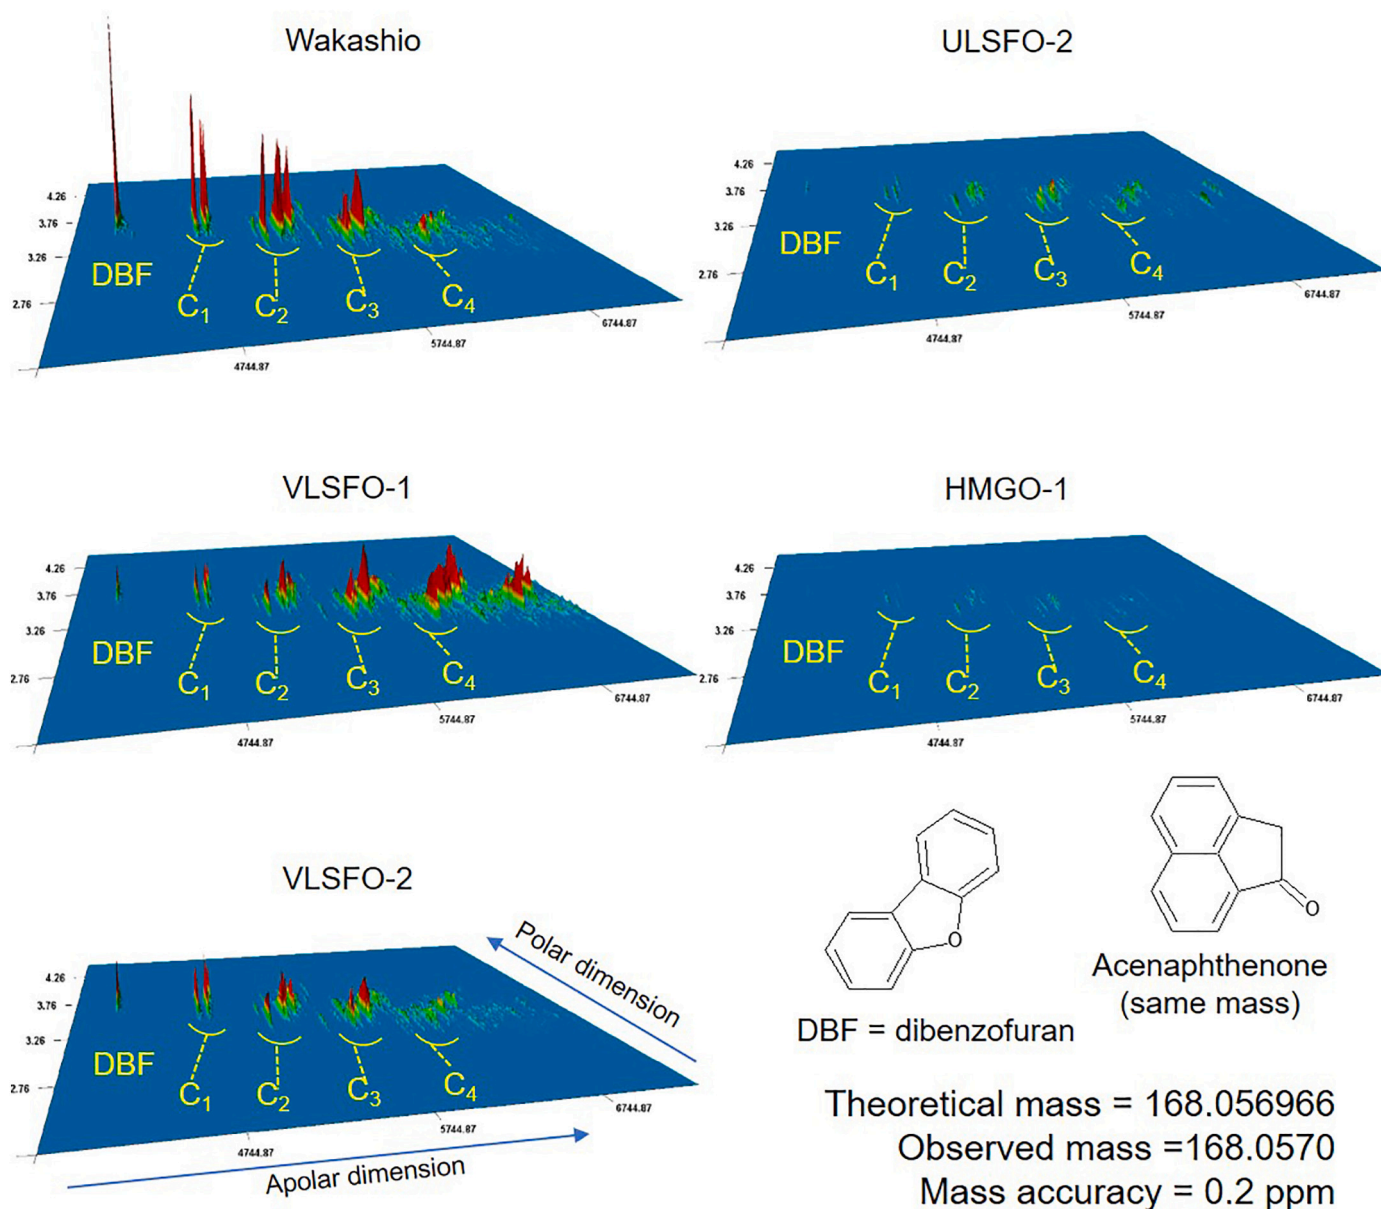 Wakashio
4.26
3.76
3.26
2.76
DBF
C1
C2
C3
C4
4744.87
5744.87
6744.87
ULSFO-2
4.26
3.76
3.26
2.76
DBF
C1
C2
C3
C4
4744.87
5744.87
6744.87
VLSFO-1
4.26
3.76
3.26
2.76
DBF
C1
C2
C3
C4
4744.87
5744.87
6744.87
HMGO-1
4.26
3.76
3.26
2.76
DBF
C1
C2
C3
C4
4744.87
5744.87
6744.87
VLSFO-2
4.26
3.76
3.26
2.76
DBF
C1
C2
C3
C4
4744.87
5744.87
6744.87
Polar dimension
Apolar dimension
O
DBF = dibenzofuran
O
Acenaphthenone
(same mass)
Theoretical mass = 168.056966
Observed mass =168.0570
Mass accuracy = 0.2 ppm